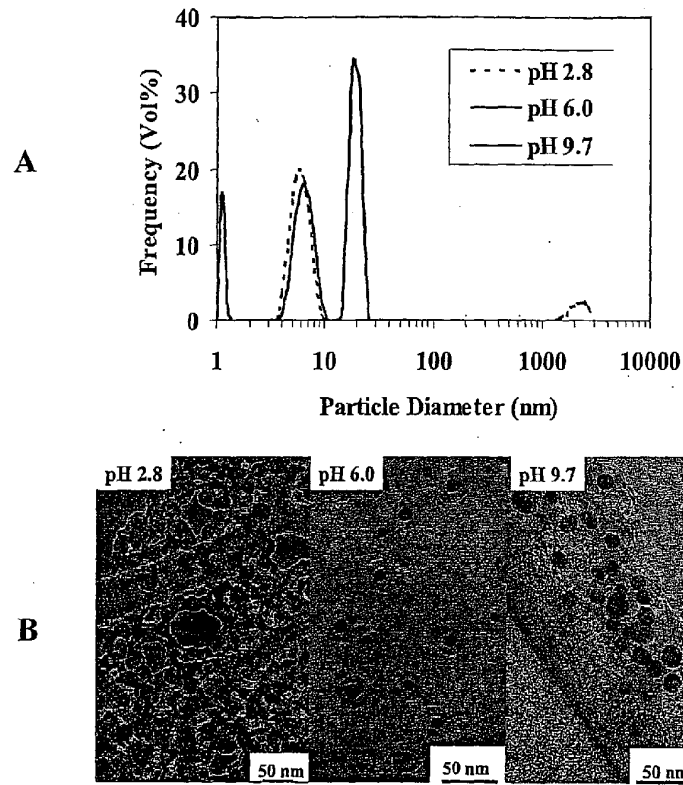 A
40
30
20
10
0
Frequency (Vol%)
pH 2.8
pH 6.0
pH 9.7
1 10 100 1000 10000
Particle Diameter (nm)
B
pH 2.8 pH 6.0 pH 9.7
50 nm 50 nm 50 nm